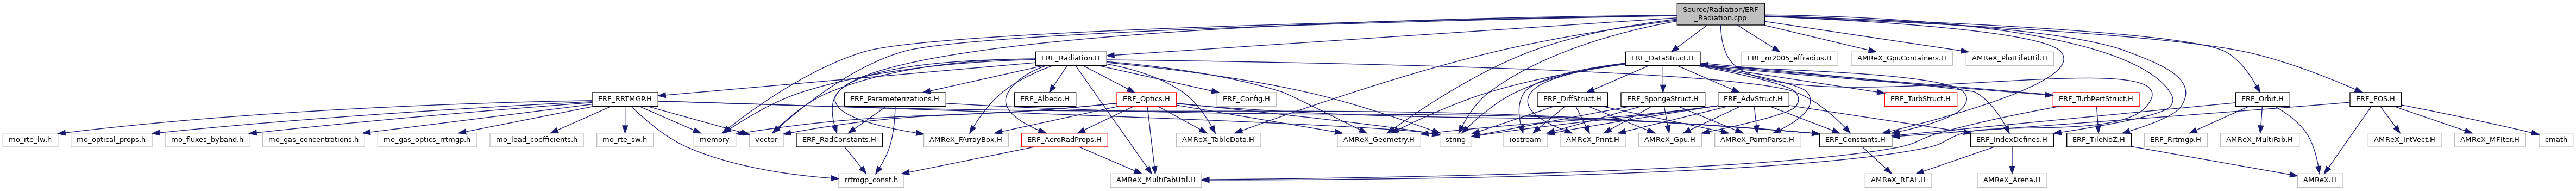 Source/Radiation/ERF
_Radiation.cpp
ERF_Radiation.H
ERF_DataStruct.H
ERF_m2005_effradius.H
AMReX_GpuContainers.H
AMReX_PlotFileUtil.H
ERF_RRTMGP.H
ERF_Parameterizations.H
ERF_Albedo.H
ERF_Optics.H
ERF_Config.H
ERF_DiffStruct.H
ERF_SpongeStruct.H
ERF_AdvStruct.H
ERF_TurbStruct.H
ERF_TurbPertStruct.H
ERF_Orbit.H
ERF_EOS.H
mo_rte_lw.h
mo_optical_props.h
mo_fluxes_byband.h
mo_gas_concentrations.h
mo_gas_optics_rrtmgp.h
mo_load_coefficients.h
mo_rte_sw.h
memory
vector
ERF_RadConstants.H
AMReX_FArrayBox.H
ERF_AeroRadProps.H
AMReX_TableData.H
AMReX_Geometry.H
string
iostream
AMReX_Print.H
AMReX_Gpu.H
AMReX_ParmParse.H
ERF_Constants.H
ERF_IndexDefines.H
ERF_TileNoZ.H
ERF_Rrtmgp.H
AMReX_MultiFab.H
AMReX_IntVect.H
AMReX_MFIter.H
cmath
rrtmgp_const.h
AMReX_MultiFabUtil.H
AMReX_REAL.H
AMReX_Arena.H
AMReX.H